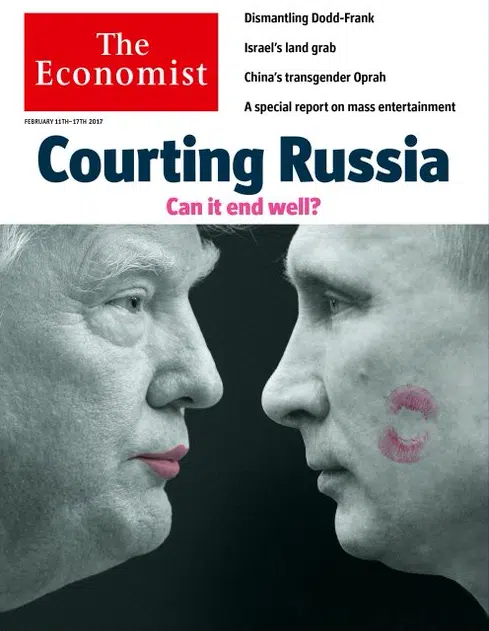 The
Economist
FEBRUARY 11TH–17TH 2017
Dismantling Dodd-Frank
Israel's land grab
China's transgender Oprah
A special report on mass entertainment
Courting Russia
Can it end well?